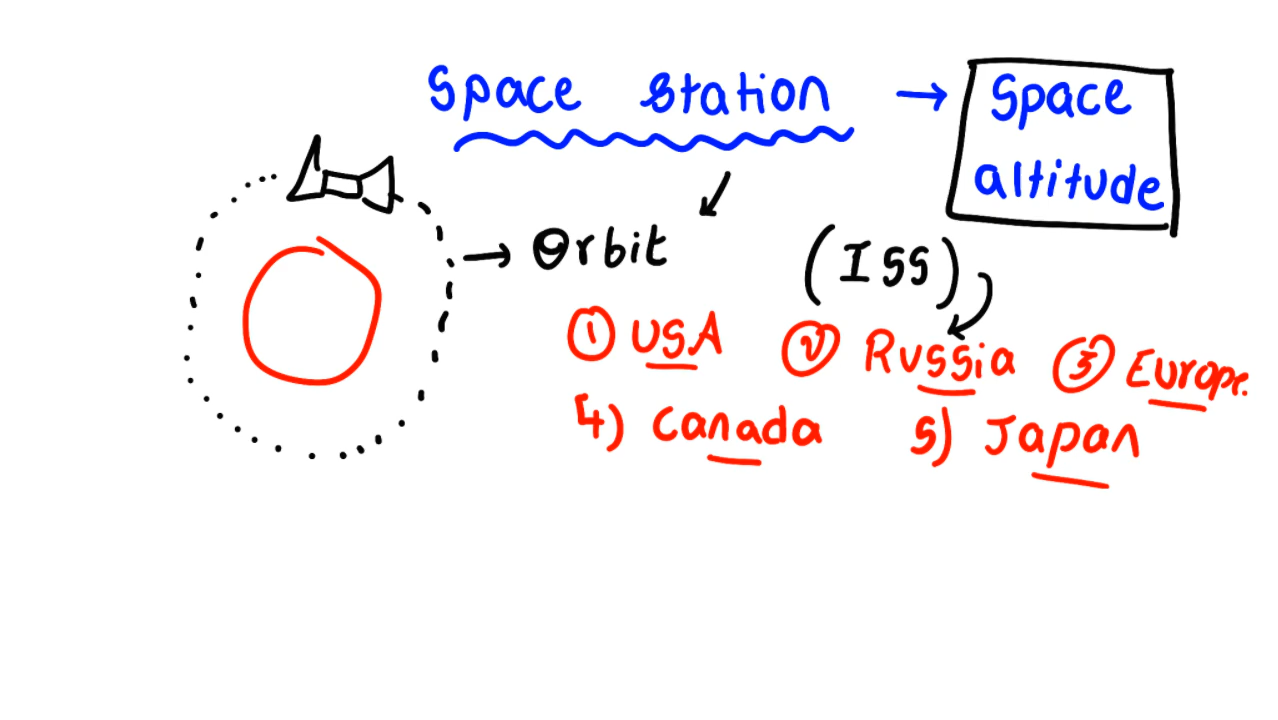 Space Station → Space
altitude
→ Orbit
(ISS)
① USA ② Russia ③ Europe.
4) Canada 5) Japan